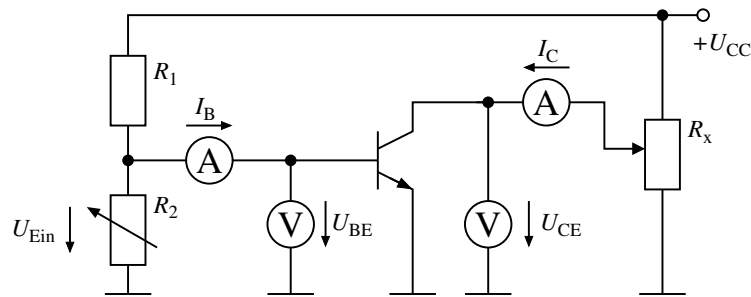 +U_CC
R_1
I_B
I_C
A
A
R_x
R_2
U_Ein
V
U_BE
V
U_CE